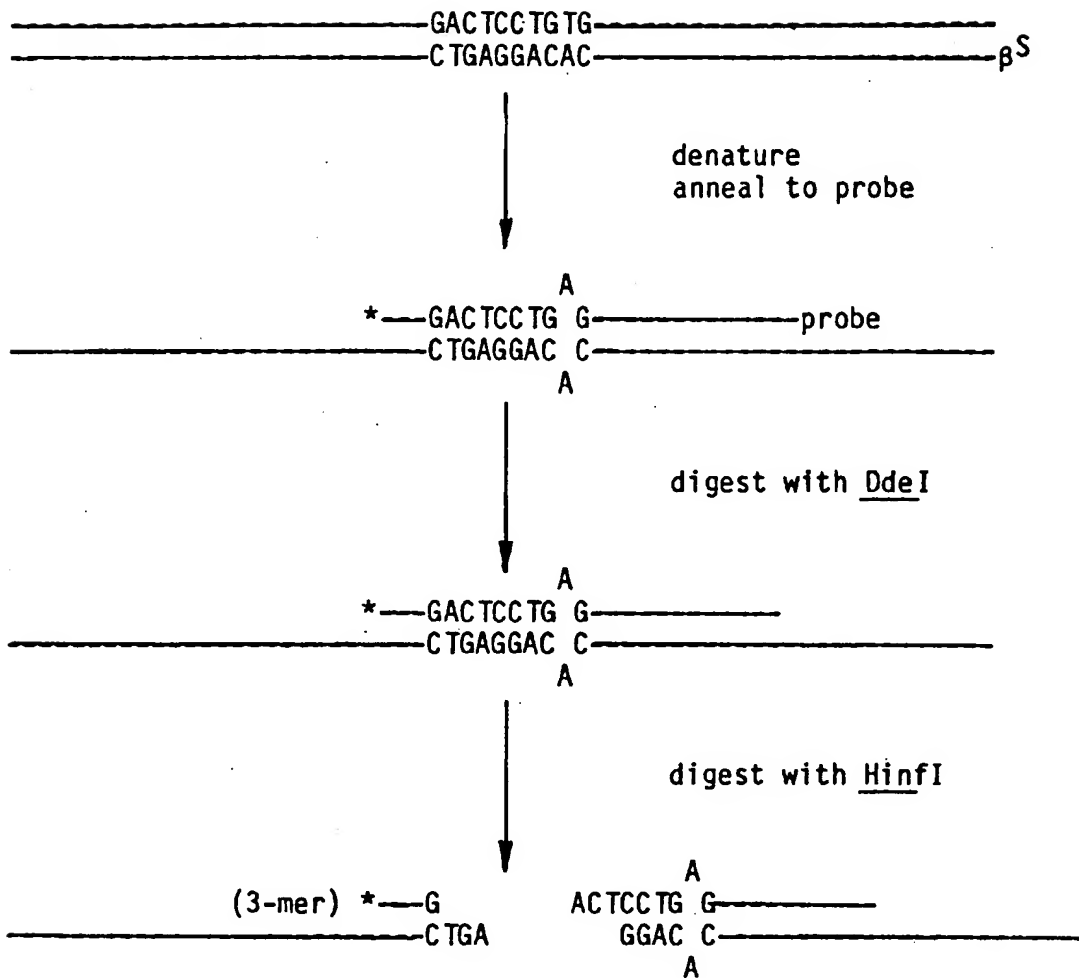 GACTCCTGTG
CTGAGGACAC βS
denature
anneal to probe
A
* GACTCCTG G probe
CTGAGGAC C
A
digest with DdeI
A
* GACTCCTG G
CTGAGGAC C
A
digest with HinfI
A
(3-mer) * G ACTCCTG G
CTGA GGAC C
A